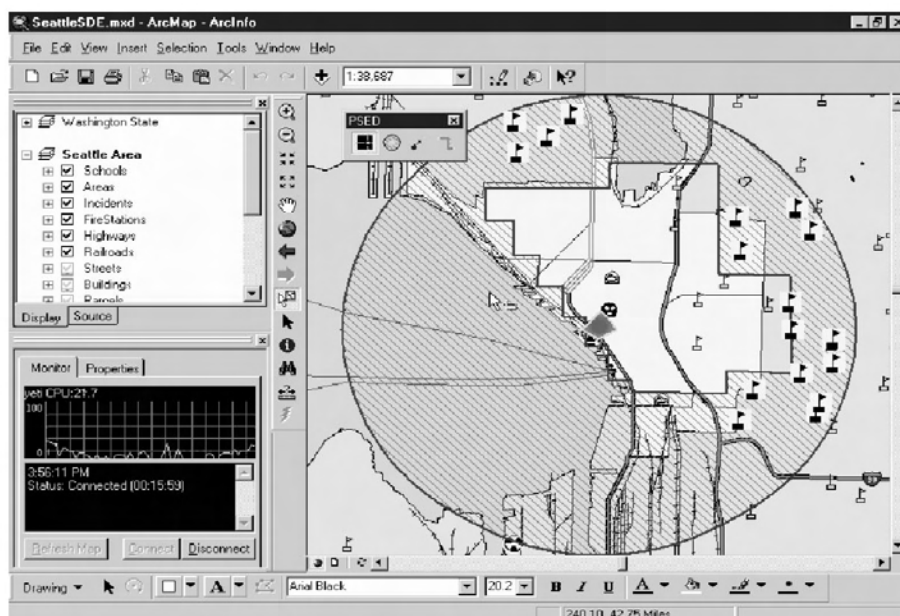 SeattleSDE.mxd - ArcMap - ArcInfo
File Edit View Insert Selection Tools Window Help
1:38,687
Washington State
Seattle Area
Schools
Areas
Incidents
FireStations
Highways
Railroads
Streets
Buildings
Parcels
Display Source
PSED
Monitor Properties
yeti CPU:21.7
100
0
3:56:11 PM
Status: Connected (00:15:59)
Refresh Map Connect Disconnect
Drawing A Arial Black 20.2 B I U A
240.10 42.75 Miles